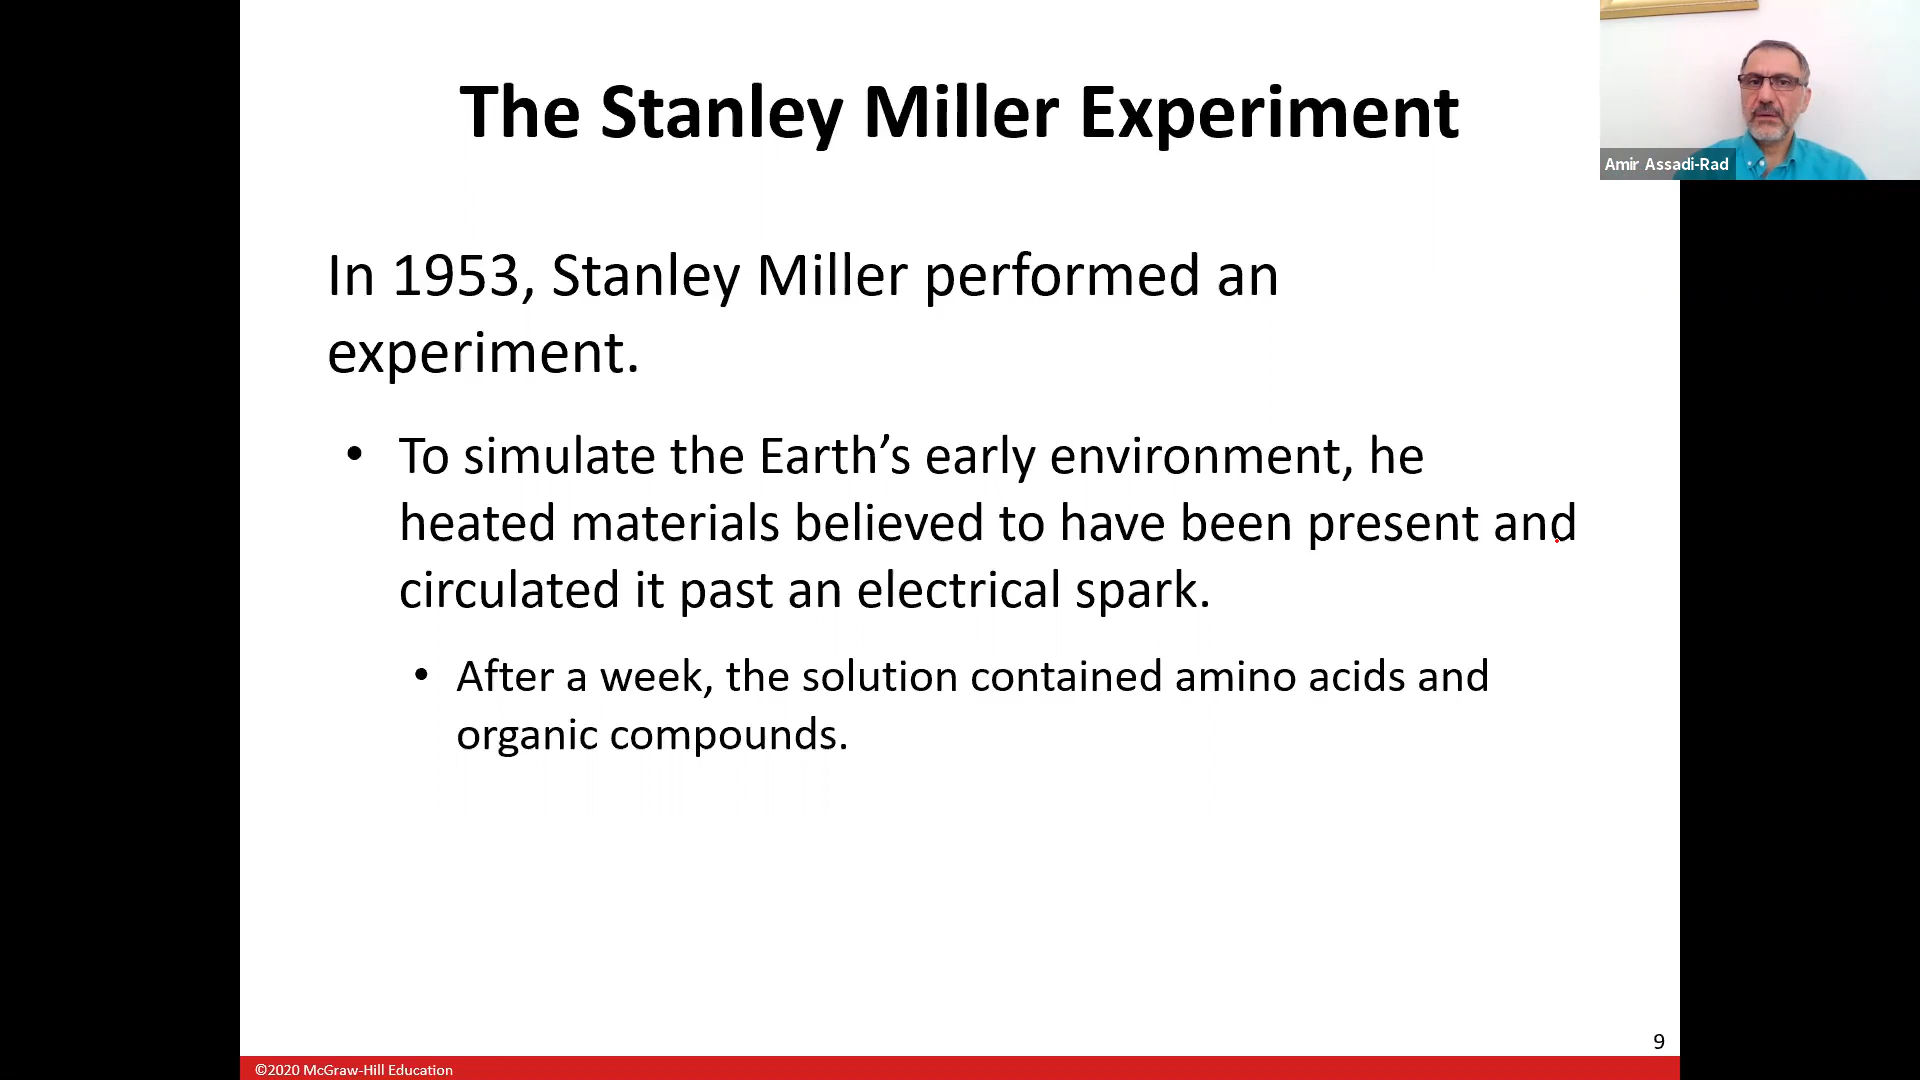 The Stanley Miller Experiment
Amir Assadi-Rad
In 1953, Stanley Miller performed an
experiment.
• To simulate the Earth’s early environment, he
heated materials believed to have been present and
circulated it past an electrical spark.
• After a week, the solution contained amino acids and
organic compounds.
9
©2020 McGraw-Hill Education